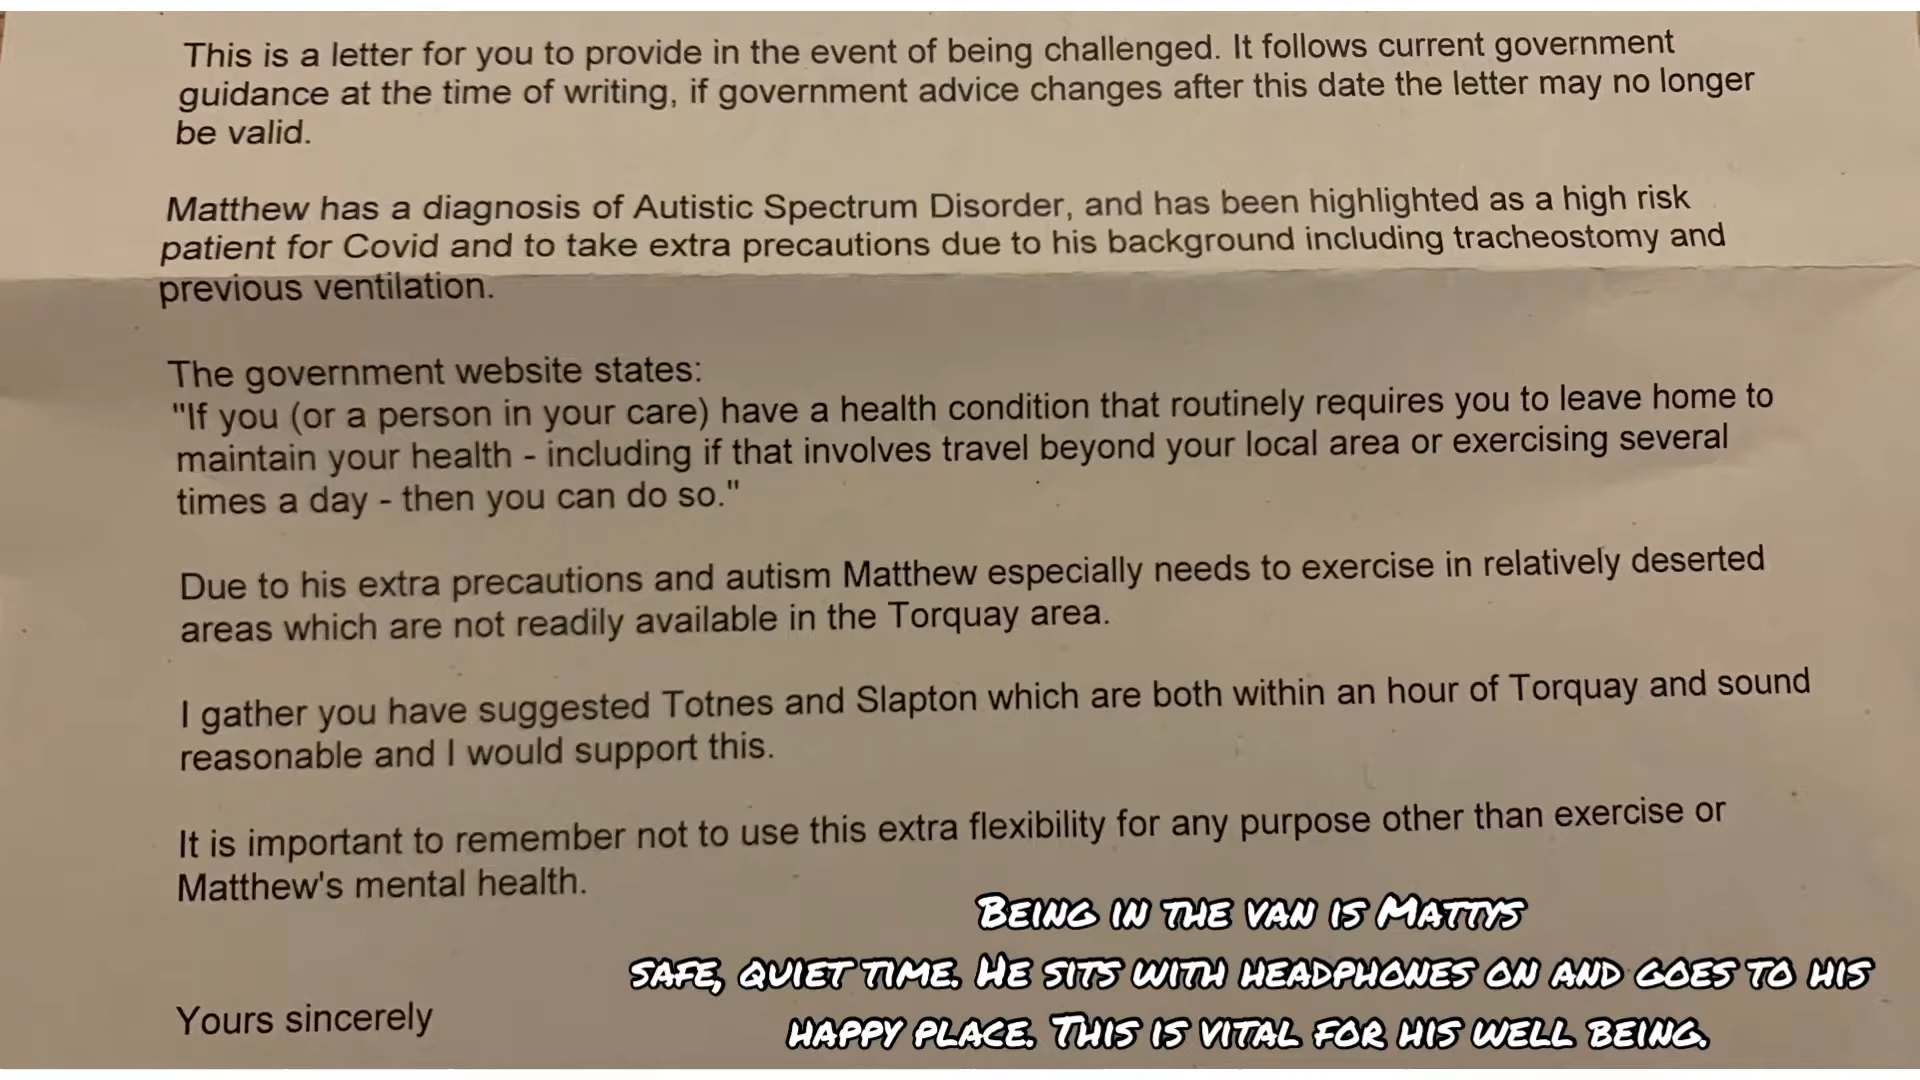 This is a letter for you to provide in the event of being challenged. It follows current government
guidance at the time of writing, if government advice changes after this date the letter may no longer
be valid.
Matthew has a diagnosis of Autistic Spectrum Disorder, and has been highlighted as a high risk
patient for Covid and to take extra precautions due to his background including tracheostomy and
previous ventilation.
The government website states:
"If you (or a person in your care) have a health condition that routinely requires you to leave home to
maintain your health - including if that involves travel beyond your local area or exercising several
times a day - then you can do so."
Due to his extra precautions and autism Matthew especially needs to exercise in relatively deserted
areas which are not readily available in the Torquay area.
I gather you have suggested Totnes and Slapton which are both within an hour of Torquay and sound
reasonable and I would support this.
It is important to remember not to use this extra flexibility for any purpose other than exercise or
Matthew's mental health.
Yours sincerely
Being in the van is Mattys
safe, quiet time. He sits with headphones on and goes to his
happy place. This is vital for his well being.